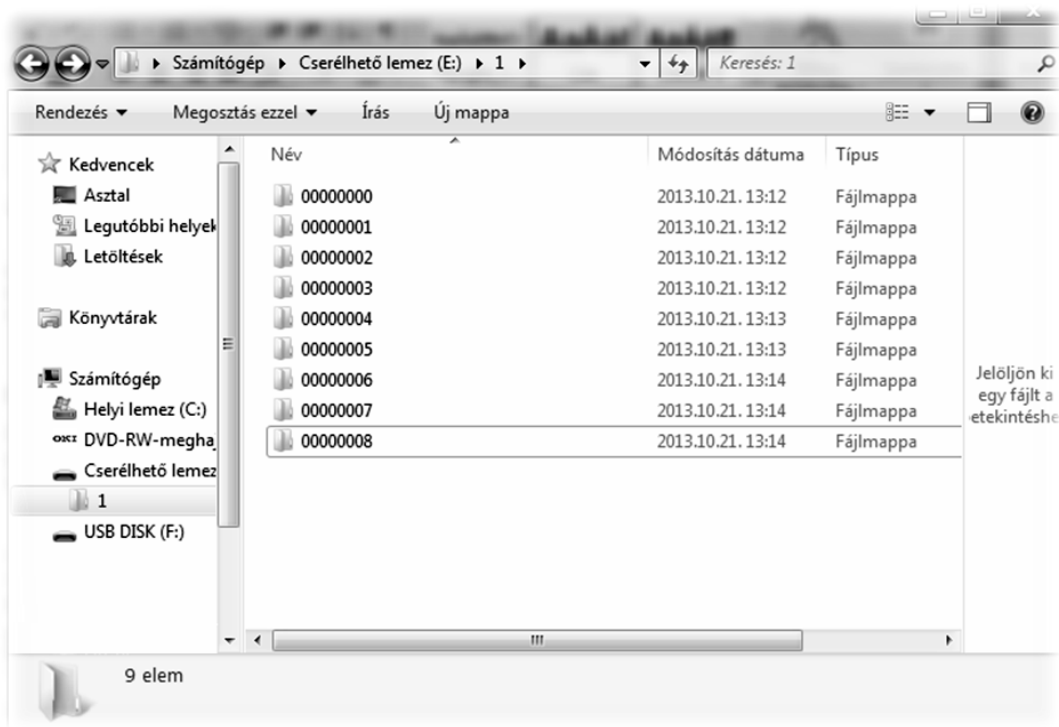 Számítógép ▸ Cserélhető lemez (E:) ▸ 1 ▸ Keresés: 1
Rendezés Megosztás ezzel Írás Új mappa
Kedvencek
Asztal
Legutóbbi helyek
Letöltések
Könyvtárak
Számítógép
Helyi lemez (C:)
DVD-RW-megha
Cserélhető lemez
1
USB DISK (F:)
Név Módosítás dátuma Típus
00000000 2013.10.21. 13:12 Fájlmappa
00000001 2013.10.21. 13:12 Fájlmappa
00000002 2013.10.21. 13:12 Fájlmappa
00000003 2013.10.21. 13:12 Fájlmappa
00000004 2013.10.21. 13:13 Fájlmappa
00000005 2013.10.21. 13:13 Fájlmappa
00000006 2013.10.21. 13:14 Fájlmappa
00000007 2013.10.21. 13:14 Fájlmappa
00000008 2013.10.21. 13:14 Fájlmappa
Jelöljön ki
egy fájlt a
etekintéshe
9 elem